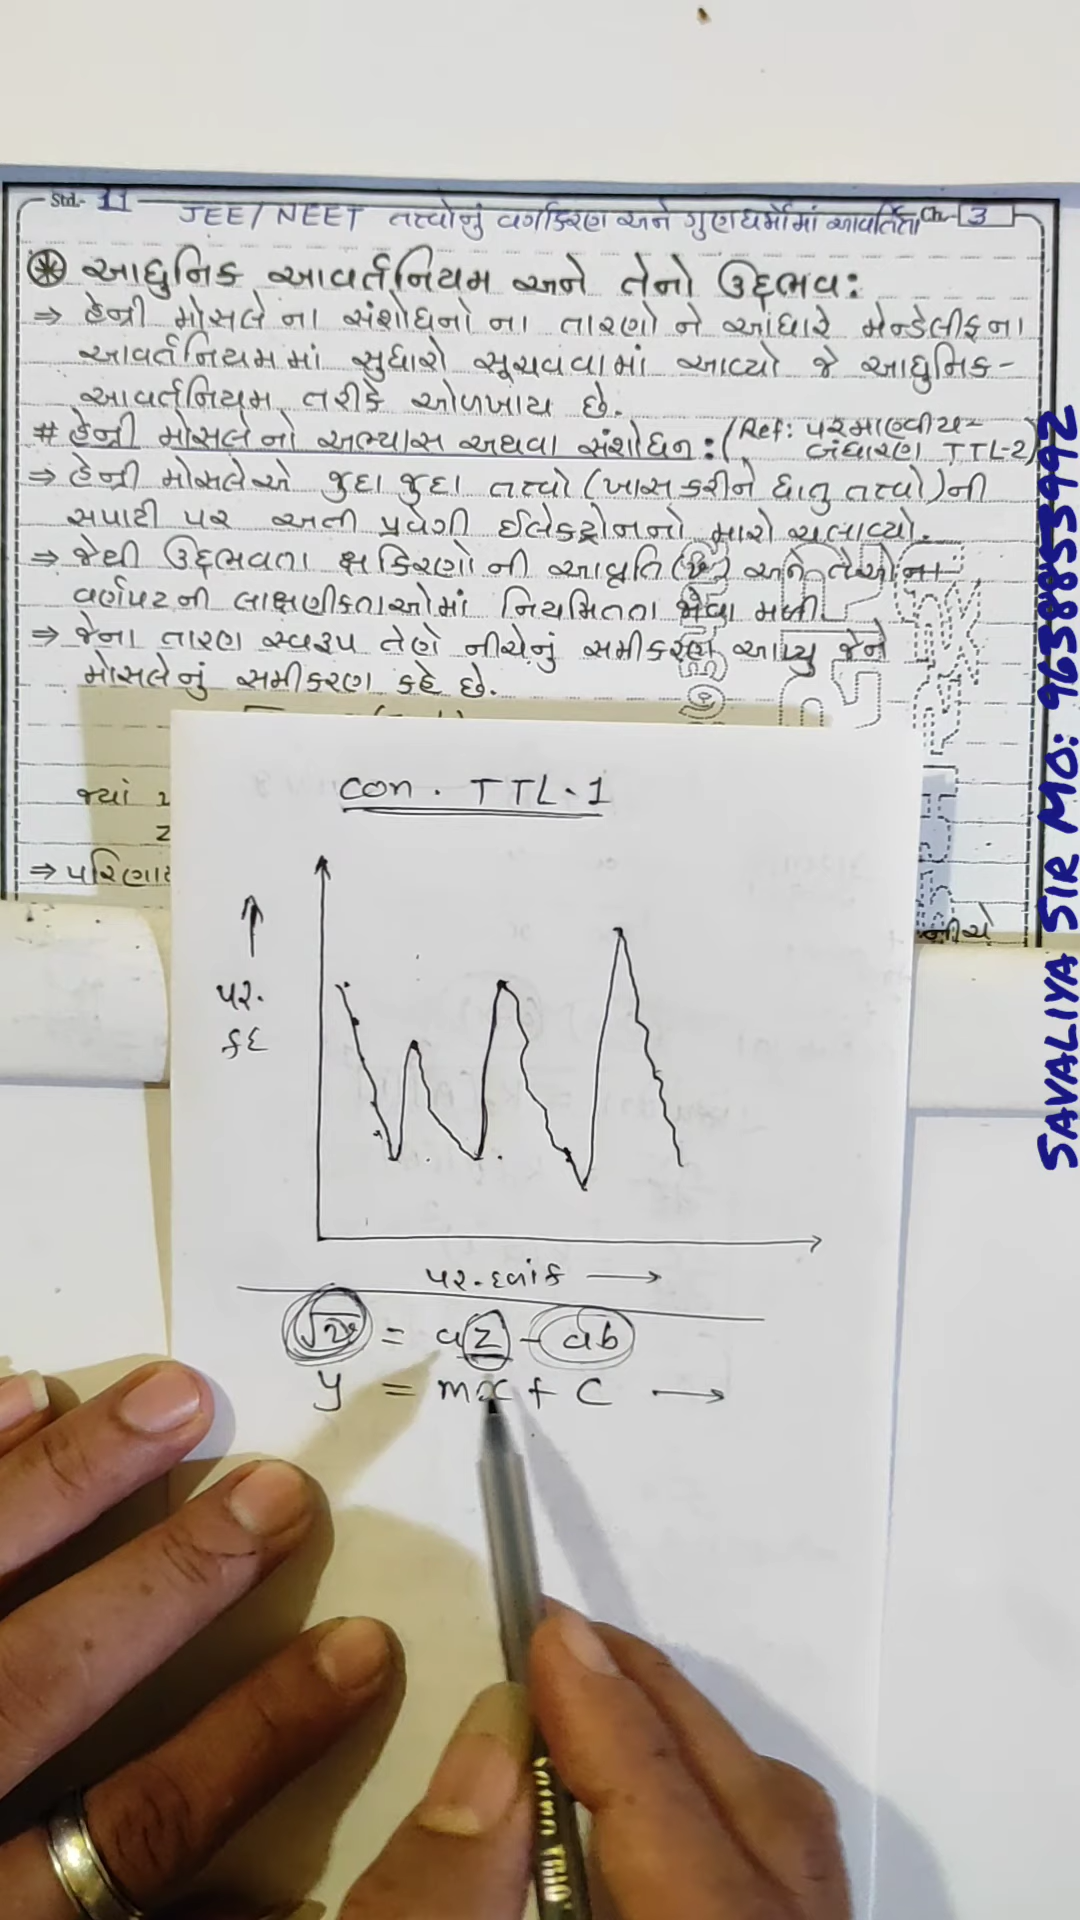 Std.- 11
JEE/NEET તત્ત્વોનું વર્ગીકરણ અને ગુણધર્મોમાં આવર્તિતા Ch.- 3
આધુનિક આવર્તનિયમ અને તેનો ઉદ્દભવ:
⇒ હેન્રી મોસલે ના સંશોધનો ના તારણો ને આધારે મેન્ડેલીફના
આવર્તનિયમમાં સુધારો સૂચવવામાં આવ્યો જે આધુનિક-
આવર્તનિયમ તરીકે ઓળખાય છે.
# હેન્રી મોસલેનો અભ્યાસ અથવા સંશોધન: (Ref: પરમાણ્વીય-
બંધારણ TTL-2)
⇒ હેન્રી મોસલેએ જુદા જુદા તત્ત્વો (ખાસ કરીને ધાતુ તત્ત્વો)ની
સપાટી પર અતી પ્રવેગી ઈલેક્ટ્રોનનો મારો ચલાવ્યો.
⇒ જેથી ઉદ્દભવતા ક્ષ કિરણો ની આવૃતિ અને તેઓના
વર્ણપટની લાક્ષણીકતાઓમાં નિયમિતતા જોવા મળી.
⇒ જેના તારણ સ્વરૂપ તેણે નીચેનું સમીકરણ આપ્યુ જેને
મોસલેનું સમીકરણ કહે છે.
જ્યાં
Z
⇒
નીચે
con. TTL-1
પર.
કદ
પર.ક્રમાંક →
√ν = aZ - ab
y = mx + C →
SAVALIYA SIR MO: 9638853992